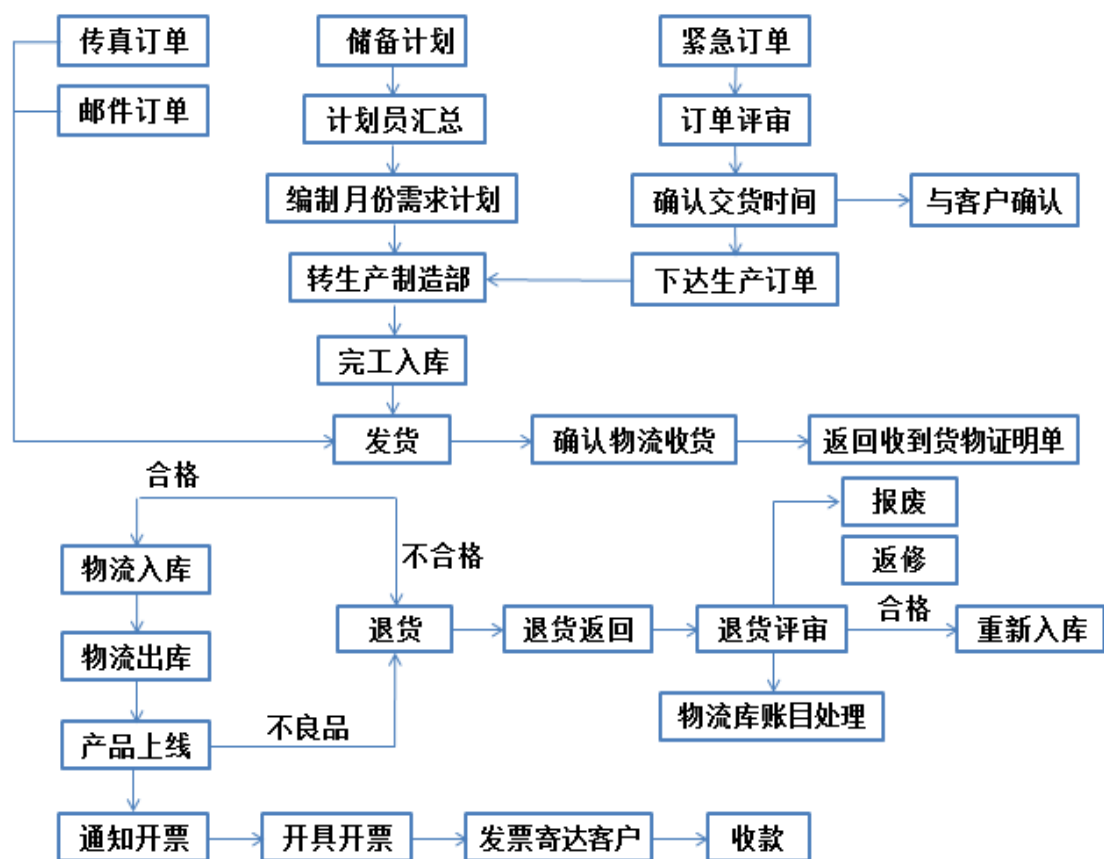 传真订单
储备计划
紧急订单
邮件订单
计划员汇总
订单评审
编制月份需求计划
确认交货时间
与客户确认
转生产制造部
下达生产订单
完工入库
发货
确认物流收货
返回收到货物证明单
合格
报废
不合格
物流入库
返修
合格
退货
退货返回
退货评审
重新入库
物流出库
物流库账目处理
不良品
产品上线
通知开票
开具开票
发票寄达客户
收款